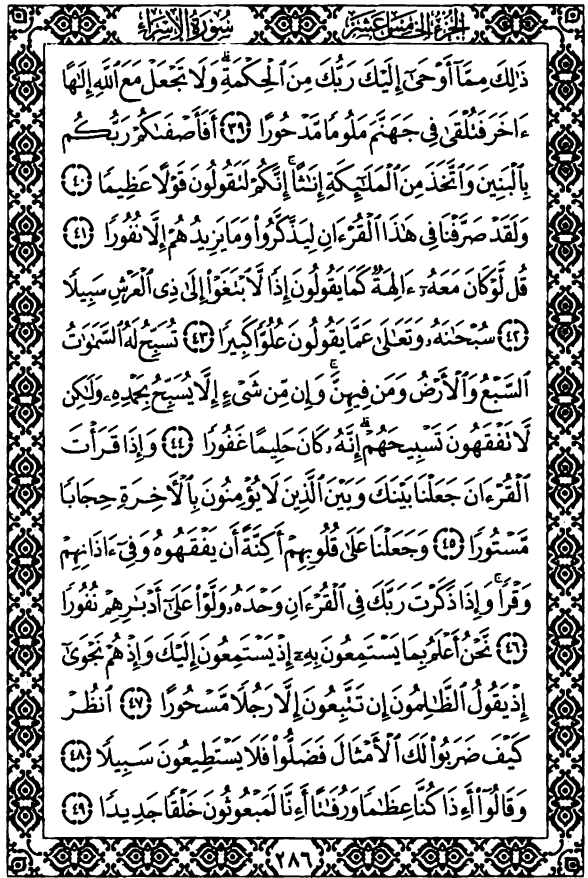 الجزء الخامس عشر سورة الإسراء
ذَٰلِكَ مِمَّآ أَوْحَىٰٓ إِلَيْكَ رَبُّكَ مِنَ ٱلْحِكْمَةِ ۗ وَلَا تَجْعَلْ مَعَ ٱللَّهِ إِلَٰهًا
ءَاخَرَ فَتُلْقَىٰ فِى جَهَنَّمَ مَلُومًا مَّدْحُورًا ﴿٣٩﴾ أَفَأَصْفَىٰكُمْ رَبُّكُم
بِٱلْبَنِينَ وَٱتَّخَذَ مِنَ ٱلْمَلَٰٓئِكَةِ إِنَٰثًا ۚ إِنَّكُمْ لَتَقُولُونَ قَوْلًا عَظِيمًا ﴿٤٠﴾
وَلَقَدْ صَرَّفْنَا فِى هَٰذَا ٱلْقُرْءَانِ لِيَذَّكَّرُوا۟ وَمَا يَزِيدُهُمْ إِلَّا نُفُورًا ﴿٤١﴾
قُل لَّوْ كَانَ مَعَهُۥٓ ءَالِهَةٌ كَمَا يَقُولُونَ إِذًا لَّٱبْتَغَوْا۟ إِلَىٰ ذِى ٱلْعَرْشِ سَبِيلًا
﴿٤٢﴾ سُبْحَٰنَهُۥ وَتَعَٰلَىٰ عَمَّا يَقُولُونَ عُلُوًّا كَبِيرًا ﴿٤٣﴾ تُسَبِّحُ لَهُ ٱلسَّمَٰوَٰتُ
ٱلسَّبْعُ وَٱلْأَرْضُ وَمَن فِيهِنَّ ۚ وَإِن مِّن شَىْءٍ إِلَّا يُسَبِّحُ بِحَمْدِهِۦ وَلَٰكِن
لَّا تَفْقَهُونَ تَسْبِيحَهُمْ ۗ إِنَّهُۥ كَانَ حَلِيمًا غَفُورًا ﴿٤٤﴾ وَإِذَا قَرَأْتَ
ٱلْقُرْءَانَ جَعَلْنَا بَيْنَكَ وَبَيْنَ ٱلَّذِينَ لَا يُؤْمِنُونَ بِٱلْأَخِرَةِ حِجَابًا
مَّسْتُورًا ﴿٤٥﴾ وَجَعَلْنَا عَلَىٰ قُلُوبِهِمْ أَكِنَّةً أَن يَفْقَهُوهُ وَفِىٓ ءَاذَانِهِمْ
وَقْرًا ۚ وَإِذَا ذَكَرْتَ رَبَّكَ فِى ٱلْقُرْءَانِ وَحْدَهُۥ وَلَّوْا۟ عَلَىٰٓ أَدْبَٰرِهِمْ نُفُورًا
﴿٤٦﴾ نَّحْنُ أَعْلَمُ بِمَا يَسْتَمِعُونَ بِهِۦٓ إِذْ يَسْتَمِعُونَ إِلَيْكَ وَإِذْ هُمْ نَجْوَىٰٓ
إِذْ يَقُولُ ٱلظَّٰلِمُونَ إِن تَتَّبِعُونَ إِلَّا رَجُلًا مَّسْحُورًا ﴿٤٧﴾ ٱنظُرْ
كَيْفَ ضَرَبُوا۟ لَكَ ٱلْأَمْثَالَ فَضَلُّوا۟ فَلَا يَسْتَطِيعُونَ سَبِيلًا ﴿٤٨﴾
وَقَالُوٓا۟ أَءِذَا كُنَّا عِظَٰمًا وَرُفَٰتًا أَءِنَّا لَمَبْعُوثُونَ خَلْقًا جَدِيدًا ﴿٤٩﴾
٢٨٦